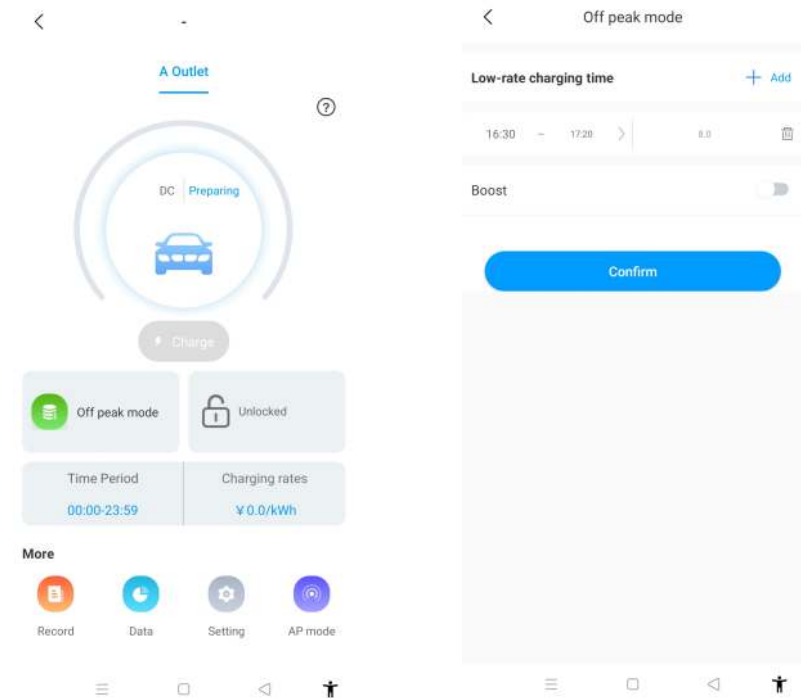 -
A Outlet
?
DC Preparing
Charge
Off peak mode
Unlocked
Time Period
Charging rates
00:00-23:59
¥0.0/kWh
More
Record
Data
Setting
AP mode
Off peak mode
Low-rate charging time
+ Add
16:30 ~ 17:20 > 8.0
Boost
Confirm